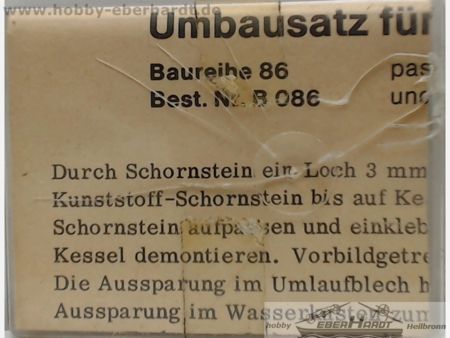 www.hobby-eberhardt.de
Umbausatz für
Baureihe 86 pas
Best. Nr. B 086 und
Durch Schornstein ein Loch 3 mm
Kunststoff-Schornstein bis auf Ke
Schornstein aufpassen und einkleb
Kessel demontieren. Vorbildgetre
Die Aussparung im Umlaufblech h
Aussparung im Wasserkasten zum
hobby EBERHARDT Heilbronn